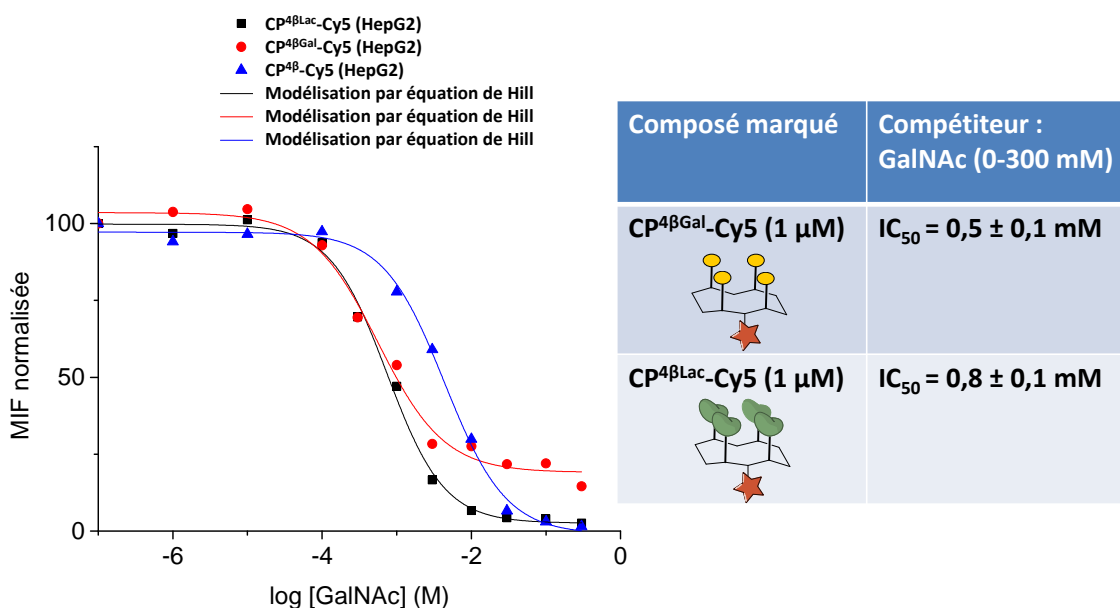 CP4βLac-Cy5 (HepG2)
CP4βGal-Cy5 (HepG2)
CP4β-Cy5 (HepG2)
Modélisation par équation de Hill
Modélisation par équation de Hill
Modélisation par équation de Hill
100
50
0
MIF normalisée
-6
-4
-2
0
log [GalNAc] (M)
Composé marqué
Compétiteur :
GalNAc (0-300 mM)
CP4βGal-Cy5 (1 µM)
IC50 = 0,5 ± 0,1 mM
CP4βLac-Cy5 (1 µM)
IC50 = 0,8 ± 0,1 mM